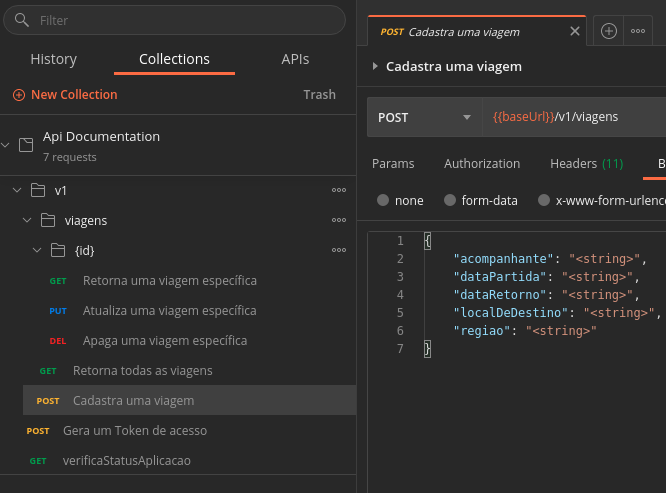 Filter
History
Collections
APIs
New Collection
Trash
Api Documentation
7 requests
v1
viagens
{id}
GET Retorna uma viagem específica
PUT Atualiza uma viagem específica
DEL Apaga uma viagem específica
GET Retorna todas as viagens
POST Cadastra uma viagem
POST Gera um Token de acesso
GET verificaStatusAplicacao
POST Cadastra uma viagem
Cadastra uma viagem
POST {{baseUrl}}/v1/viagens
Params Authorization Headers (11) B
none form-data x-www-form-urlenc
1 {
2 "acompanhante": "<string>",
3 "dataPartida": "<string>",
4 "dataRetorno": "<string>",
5 "localDeDestino": "<string>",
6 "regiao": "<string>"
7 }